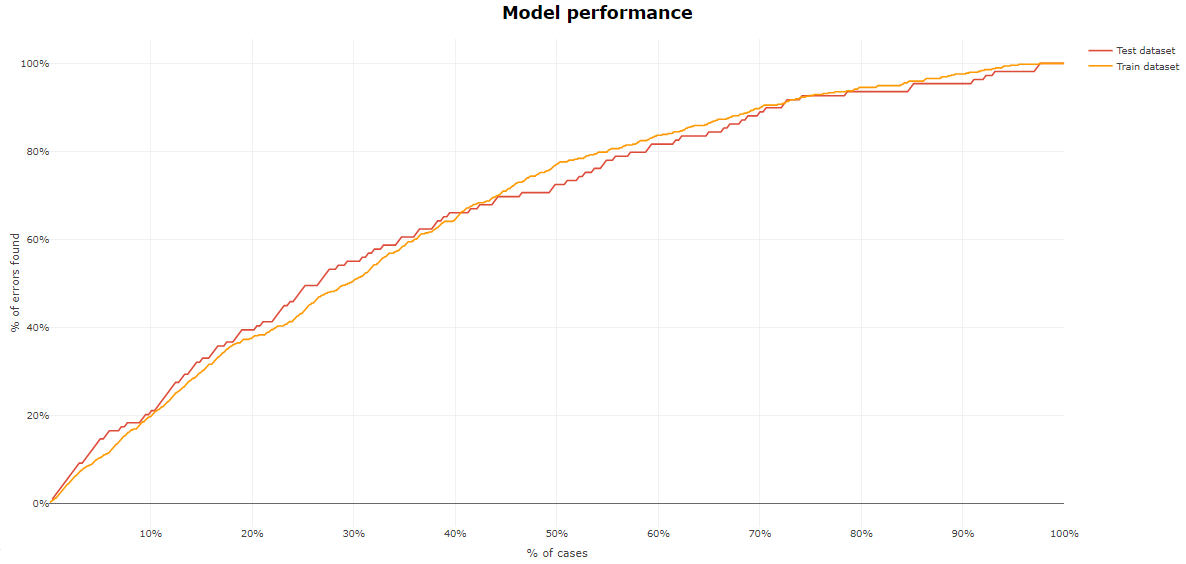 Model performance
Test dataset
Train dataset
100%
80%
60%
40%
20%
0%
% of errors found
10% 20% 30% 40% 50% 60% 70% 80% 90% 100%
% of cases